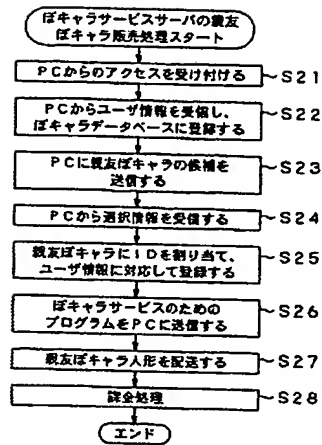 ぽキャラサービスサーバの親友
ぽキャラ販売処理スタート
PCからのアクセスを受け付ける ~S21
PCからユーザ情報を受信し、
ぽキャラデータベースに登録する ~S22
PCに親友ぽキャラの候補を
送信する ~S23
PCから選択情報を受信する ~S24
親友ぽキャラにIDを割り当て、
ユーザ情報に対応して登録する ~S25
ぽキャラサービスのための
プログラムをPCに送信する ~S26
親友ぽキャラ人形を配送する ~S27
課金処理 ~S28
エンド